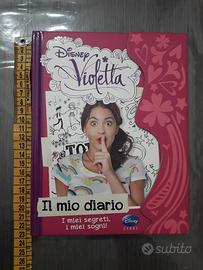 Disney
Violetta
Il mio diario
I miei segreti,
i miei sogni!
Disney
LIBRI
subito